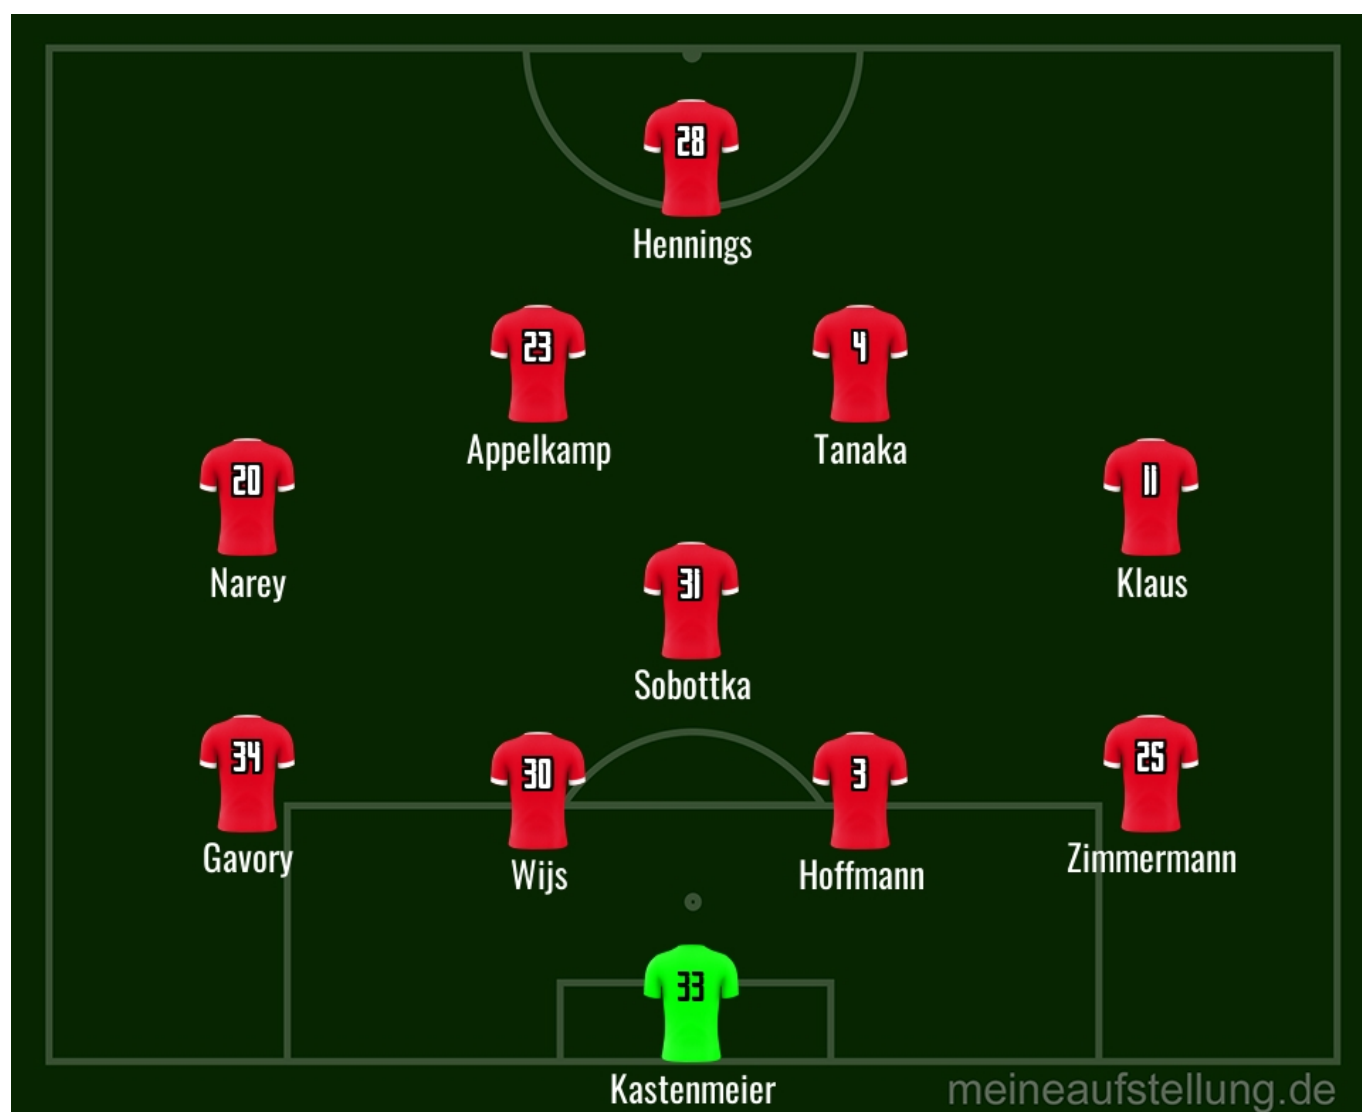 28
Hennings
23
4
Appelkamp
Tanaka
20
11
Narey
Klaus
31
Sobottka
34
25
30
3
Gavory
Zimmermann
Wijs
Hoffmann
33
Kastenmeier
meineaufstellung.de